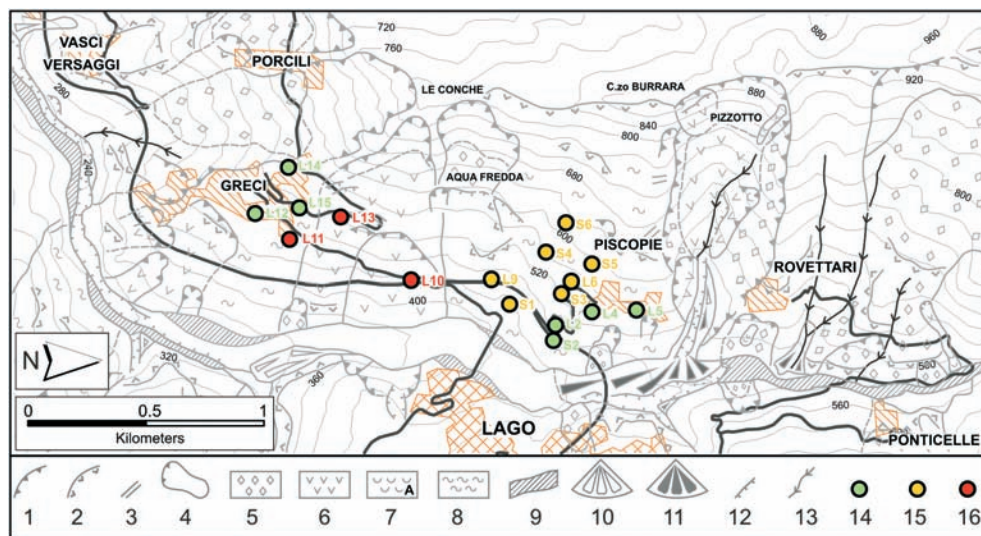 720
760
880
960
VASCI
VERSAGGI
PORCILI
LE CONCHE
C.zo BURRARA
920
880
280
840
800
PIZZOTTO
240
L14
GRECI
AQUA FREDDA
680
800
L15
L12
L13
S6
L11
600
PISCOPIE
S4
S5
520
ROVETTARI
L10
L9
L6
400
S1
S3
L4
L5
L2
S2
N
320
360
560
0 0.5 1
Kilometers
LAGO
PONTICELLE
A
1 2 3 4 5 6 7 8 9 10 11 12 13 14 15 16